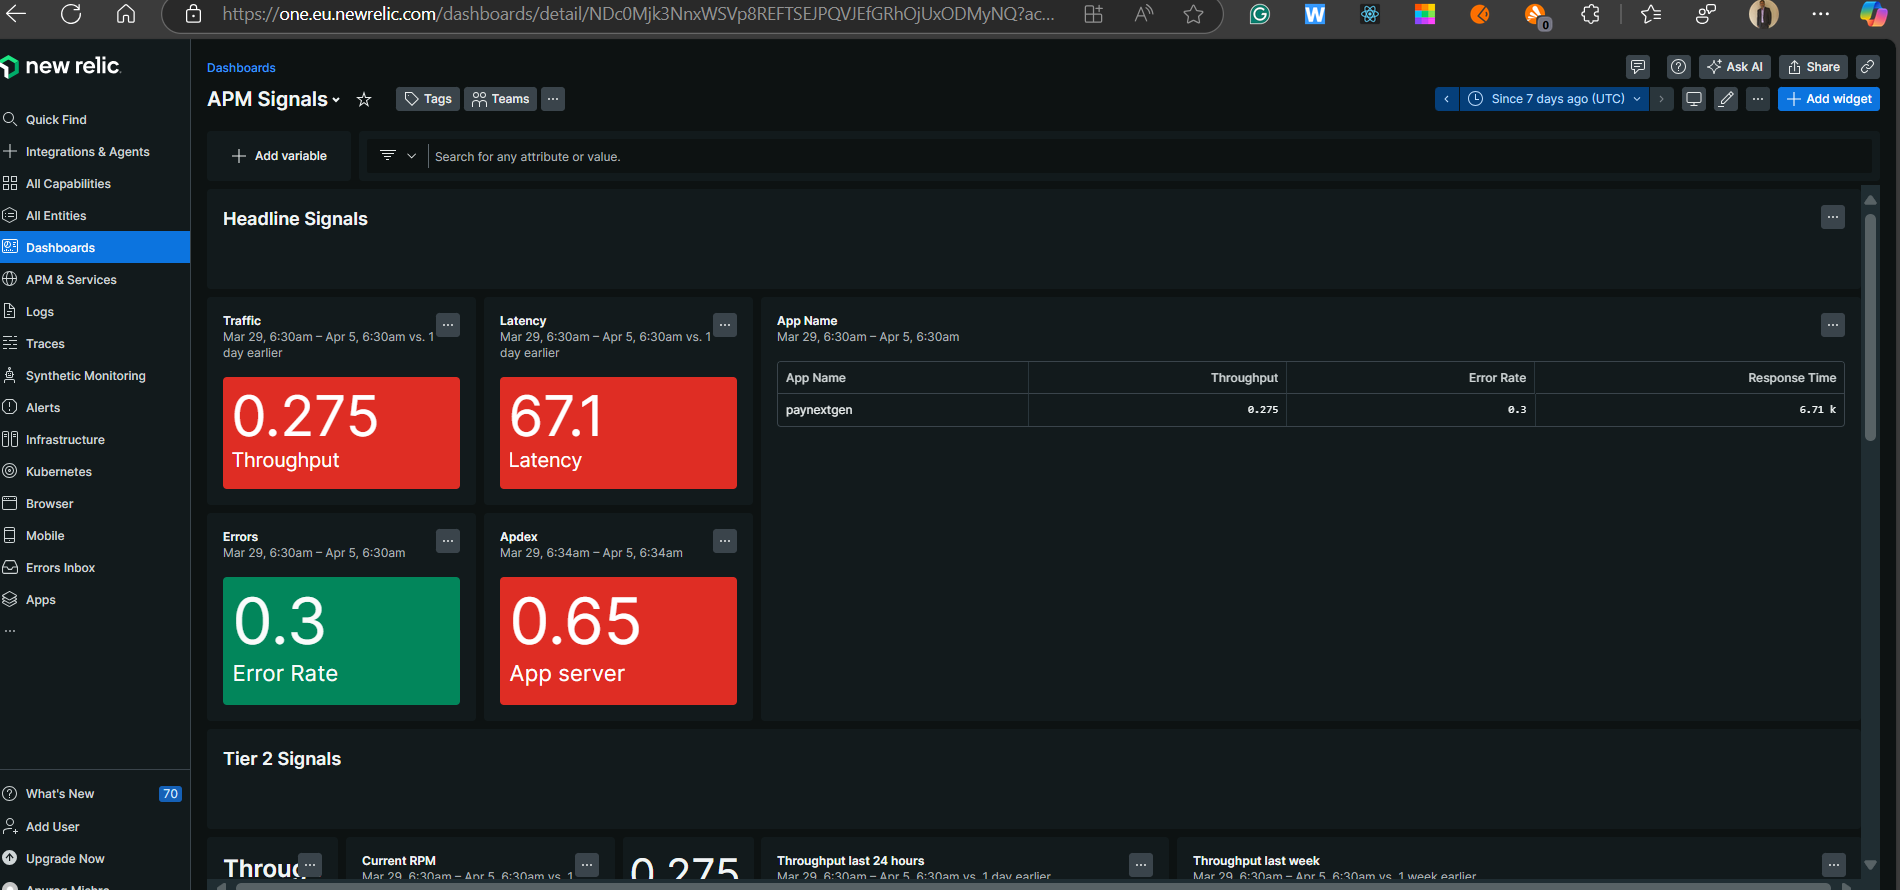 https://one.eu.newrelic.com/dashboards/detail/NDc0Mjk3NnxWSVp8REFTSEJPQVJEfGRhOjUxODMyNQ?ac...
0
new relic.
Quick Find
Integrations & Agents
All Capabilities
All Entities
Dashboards
APM & Services
Logs
Traces
Synthetic Monitoring
Alerts
Infrastructure
Kubernetes
Browser
Mobile
Errors Inbox
Apps
...
What's New 70
Add User
Upgrade Now
Anurag Mishra
Dashboards
Ask AI
Share
APM Signals
Tags
Teams
...
Since 7 days ago (UTC)
...
Add widget
Add variable
Search for any attribute or value.
Headline Signals
Traffic
Mar 29, 6:30am – Apr 5, 6:30am vs. 1
day earlier
0.275
Throughput
Latency
Mar 29, 6:30am – Apr 5, 6:30am vs. 1
day earlier
67.1
Latency
App Name
Mar 29, 6:30am – Apr 5, 6:30am
App Name Throughput Error Rate Response Time
paynextgen 0.275 0.3 6.71 k
Errors
Mar 29, 6:30am – Apr 5, 6:30am
0.3
Error Rate
Apdex
Mar 29, 6:34am – Apr 5, 6:34am
0.65
App server
Tier 2 Signals
Throug
Current RPM
Mar 29, 6:30am – Apr 5, 6:30am vs. 1
0.275
Throughput last 24 hours
Mar 29, 6:30am – Apr 5, 6:30am vs. 1 day earlier
Throughput last week
Mar 29, 6:30am – Apr 5, 6:30am vs. 1 week earlier